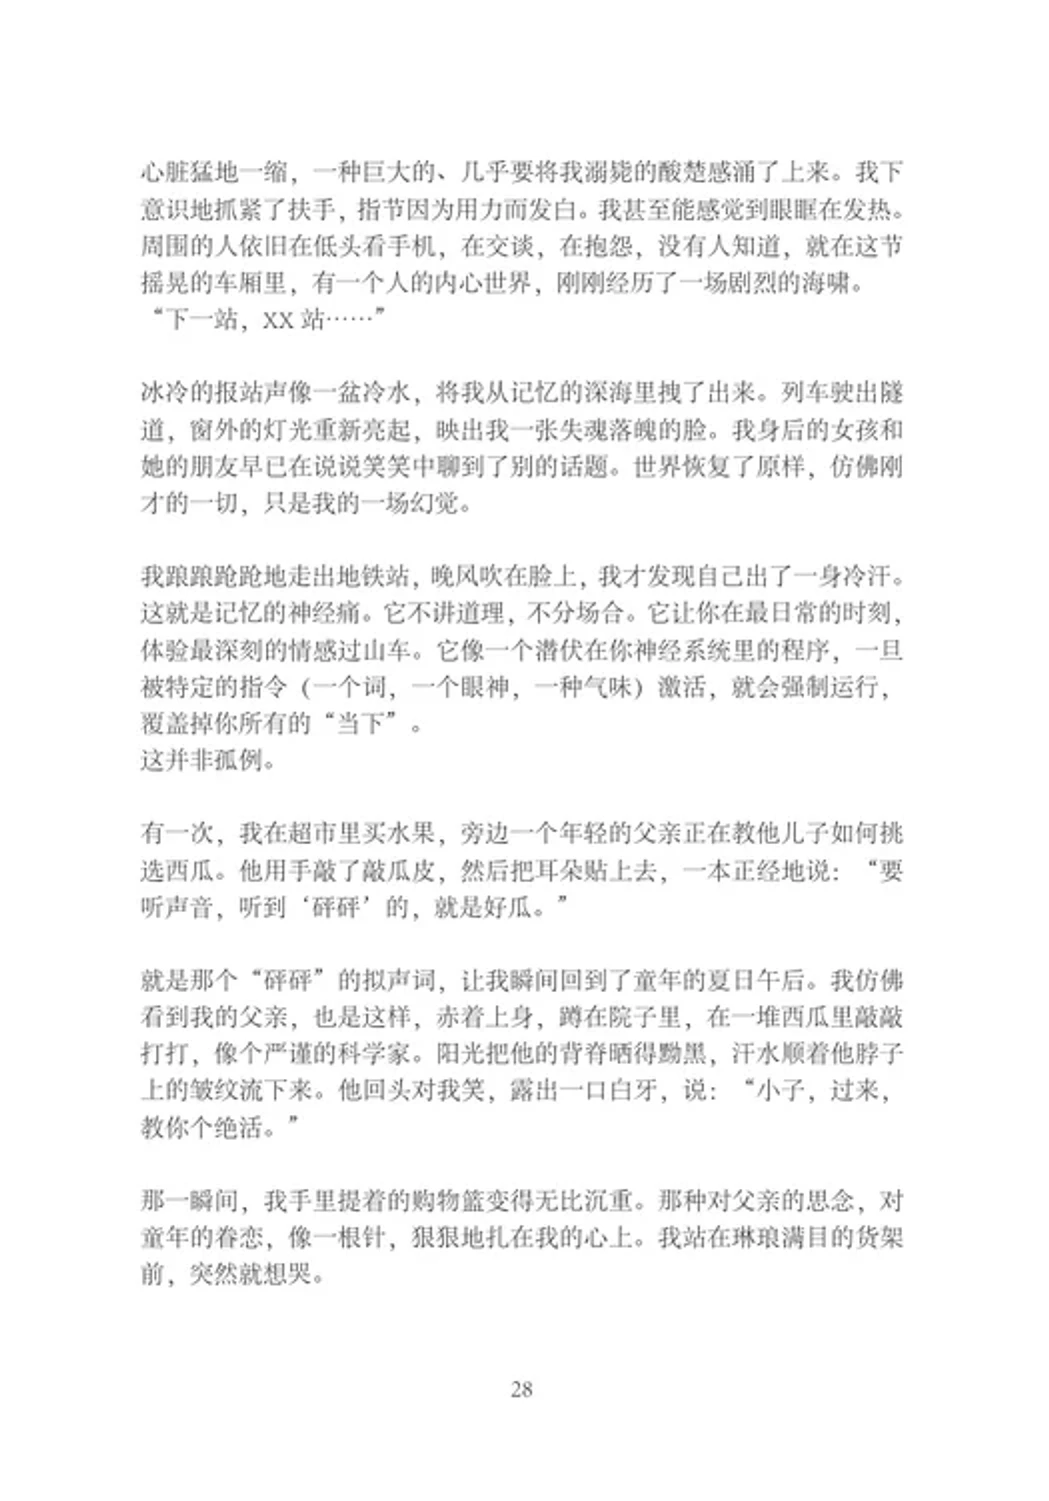 心脏猛地一缩，一种巨大的、几乎要将我溺毙的酸楚感涌了上来。我下
意识地抓紧了扶手，指节因为用力而发白。我甚至能感觉到眼眶在发热。
周围的人依旧在低头看手机，在交谈，在抱怨，没有人知道，就在这节
摇晃的车厢里，有一个人的内心世界，刚刚经历了一场剧烈的海啸。
“下一站，XX 站……”
冰冷的报站声像一盆冷水，将我从记忆的深海里拽了出来。列车驶出隧
道，窗外的灯光重新亮起，映出我一张失魂落魄的脸。我身后的女孩和
她的朋友早已在说说笑笑中聊到了别的话题。世界恢复了原样，仿佛刚
才的一切，只是我的一场幻觉。
我踉踉跄跄地走出地铁站，晚风吹在脸上，我才发现自己出了一身冷汗。
这就是记忆的神经痛。它不讲道理，不分场合。它让你在最日常的时刻，
体验最深刻的情感过山车。它像一个潜伏在你神经系统里的程序，一旦
被特定的指令（一个词，一个眼神，一种气味）激活，就会强制运行，
覆盖掉你所有的“当下”。
这并非孤例。
有一次，我在超市里买水果，旁边一个年轻的父亲正在教他儿子如何挑
选西瓜。他用手敲了敲瓜皮，然后把耳朵贴上去，一本正经地说：“要
听声音，听到‘砰砰’的，就是好瓜。”
就是那个“砰砰”的拟声词，让我瞬间回到了童年的夏日午后。我仿佛
看到我的父亲，也是这样，赤着上身，蹲在院子里，在一堆西瓜里敲敲
打打，像个严谨的科学家。阳光把他的背脊晒得黝黑，汗水顺着他脖子
上的皱纹流下来。他回头对我笑，露出一口白牙，说：“小子，过来，
教你个绝活。”
那一瞬间，我手里提着的购物篮变得无比沉重。那种对父亲的思念，对
童年的眷恋，像一根针，狠狠地扎在我的心上。我站在琳琅满目的货架
前，突然就想哭。
28